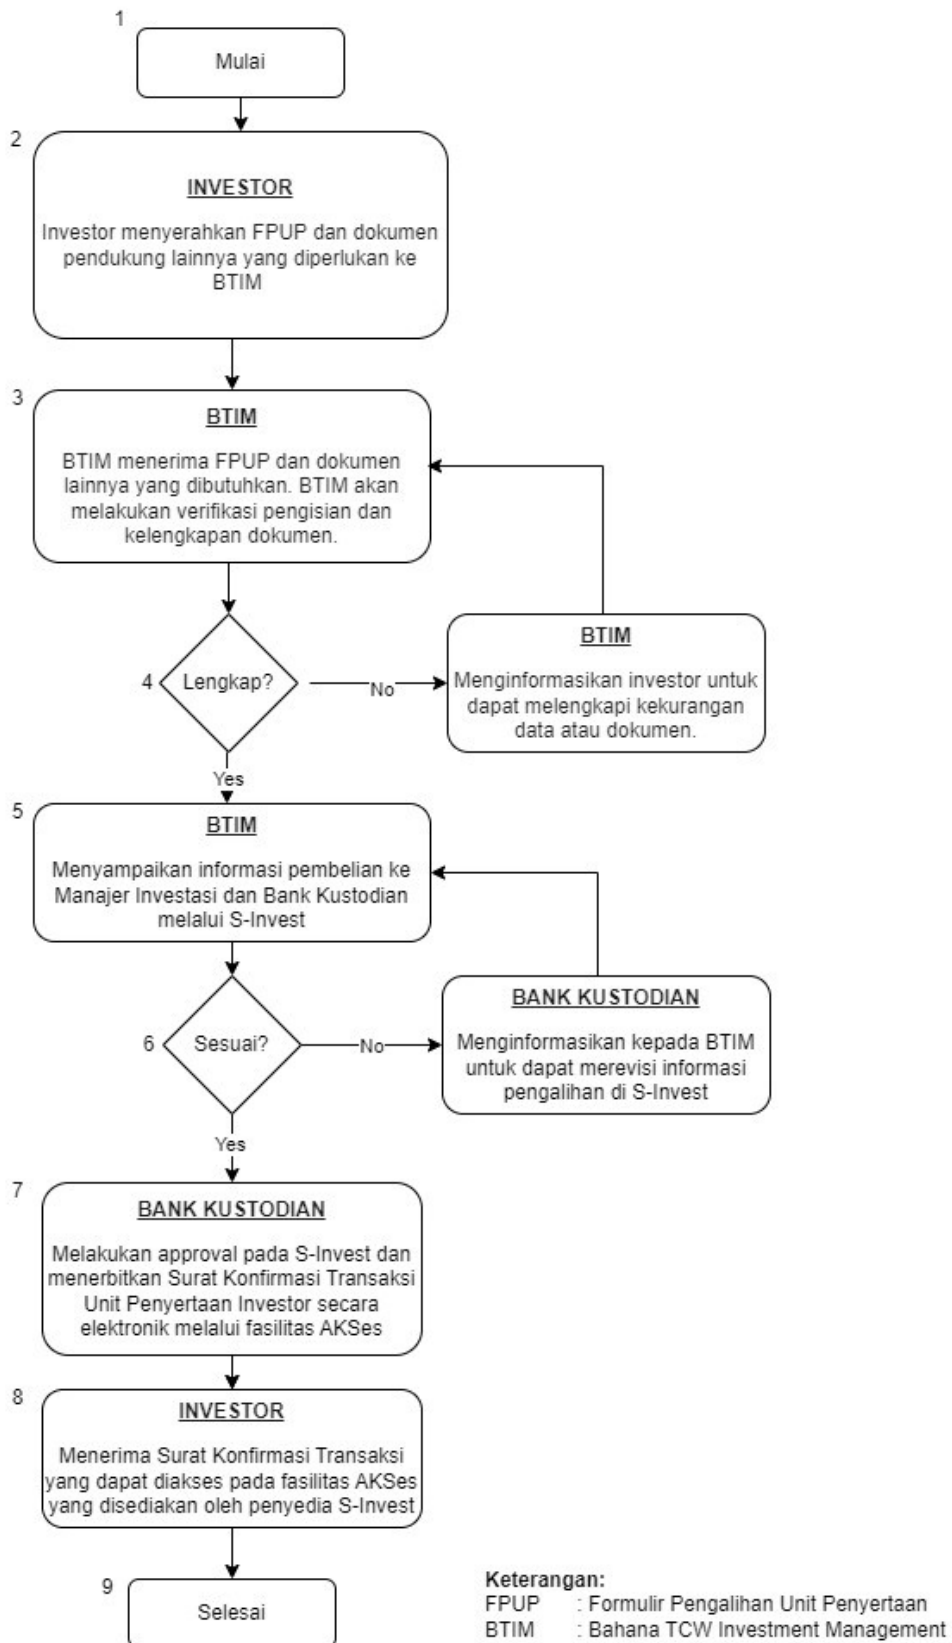 1
Mulai
2
INVESTOR
Investor menyerahkan FPUP dan dokumen
pendukung lainnya yang diperlukan ke
BTIM
3
BTIM
BTIM menerima FPUP dan dokumen
lainnya yang dibutuhkan. BTIM akan
melakukan verifikasi pengisian dan
kelengkapan dokumen.
4
Lengkap?
No
BTIM
Menginformasikan investor untuk
dapat melengkapi kekurangan
data atau dokumen.
Yes
5
BTIM
Menyampaikan informasi pembelian ke
Manajer Investasi dan Bank Kustodian
melalui S-Invest
6
Sesuai?
No
BANK KUSTODIAN
Menginformasikan kepada BTIM
untuk dapat merevisi informasi
pengalihan di S-Invest
Yes
7
BANK KUSTODIAN
Melakukan approval pada S-Invest dan
menerbitkan Surat Konfirmasi Transaksi
Unit Penyertaan Investor secara
elektronik melalui fasilitas AKSes
8
INVESTOR
Menerima Surat Konfirmasi Transaksi
yang dapat diakses pada fasilitas AKSes
yang disediakan oleh penyedia S-Invest
9
Selesai
Keterangan:
FPUP : Formulir Pengalihan Unit Penyertaan
BTIM : Bahana TCW Investment Management